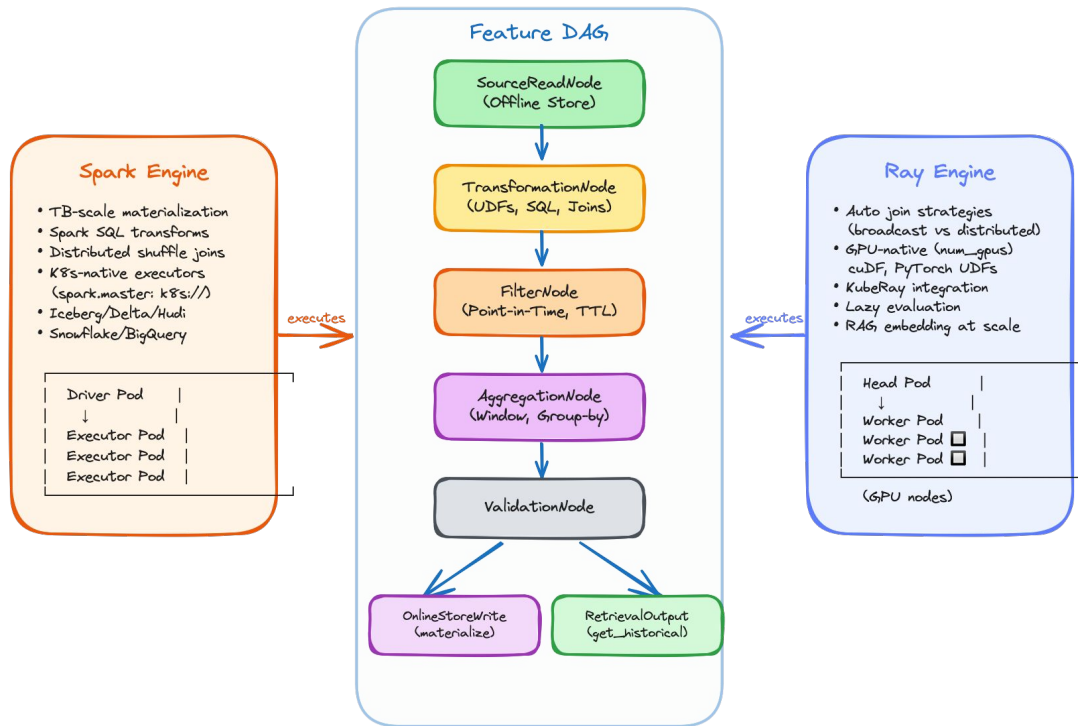 Feature DAG
SourceReadNode
(Offline Store)
TransformationNode
(UDFs, SQL, Joins)
FilterNode
(Point-in-Time, TTL)
AggregationNode
(Window, Group-by)
ValidationNode
OnlineStoreWrite
(materialize)
RetrievalOutput
(get_historical)
Spark Engine
• TB-scale materialization
• Spark SQL transforms
• Distributed shuffle joins
• K8s-native executors
(spark.master: k8s://)
• Iceberg/Delta/Hudi
• Snowflake/BigQuery
Driver Pod
↓
Executor Pod
Executor Pod
Executor Pod
executes
Ray Engine
• Auto join strategies
(broadcast vs distributed)
• GPU-native (num_gpus)
cuDF, PyTorch UDFs
• KubeRay integration
• Lazy evaluation
• RAG embedding at scale
Head Pod
↓
Worker Pod
Worker Pod
Worker Pod
(GPU nodes)
executes